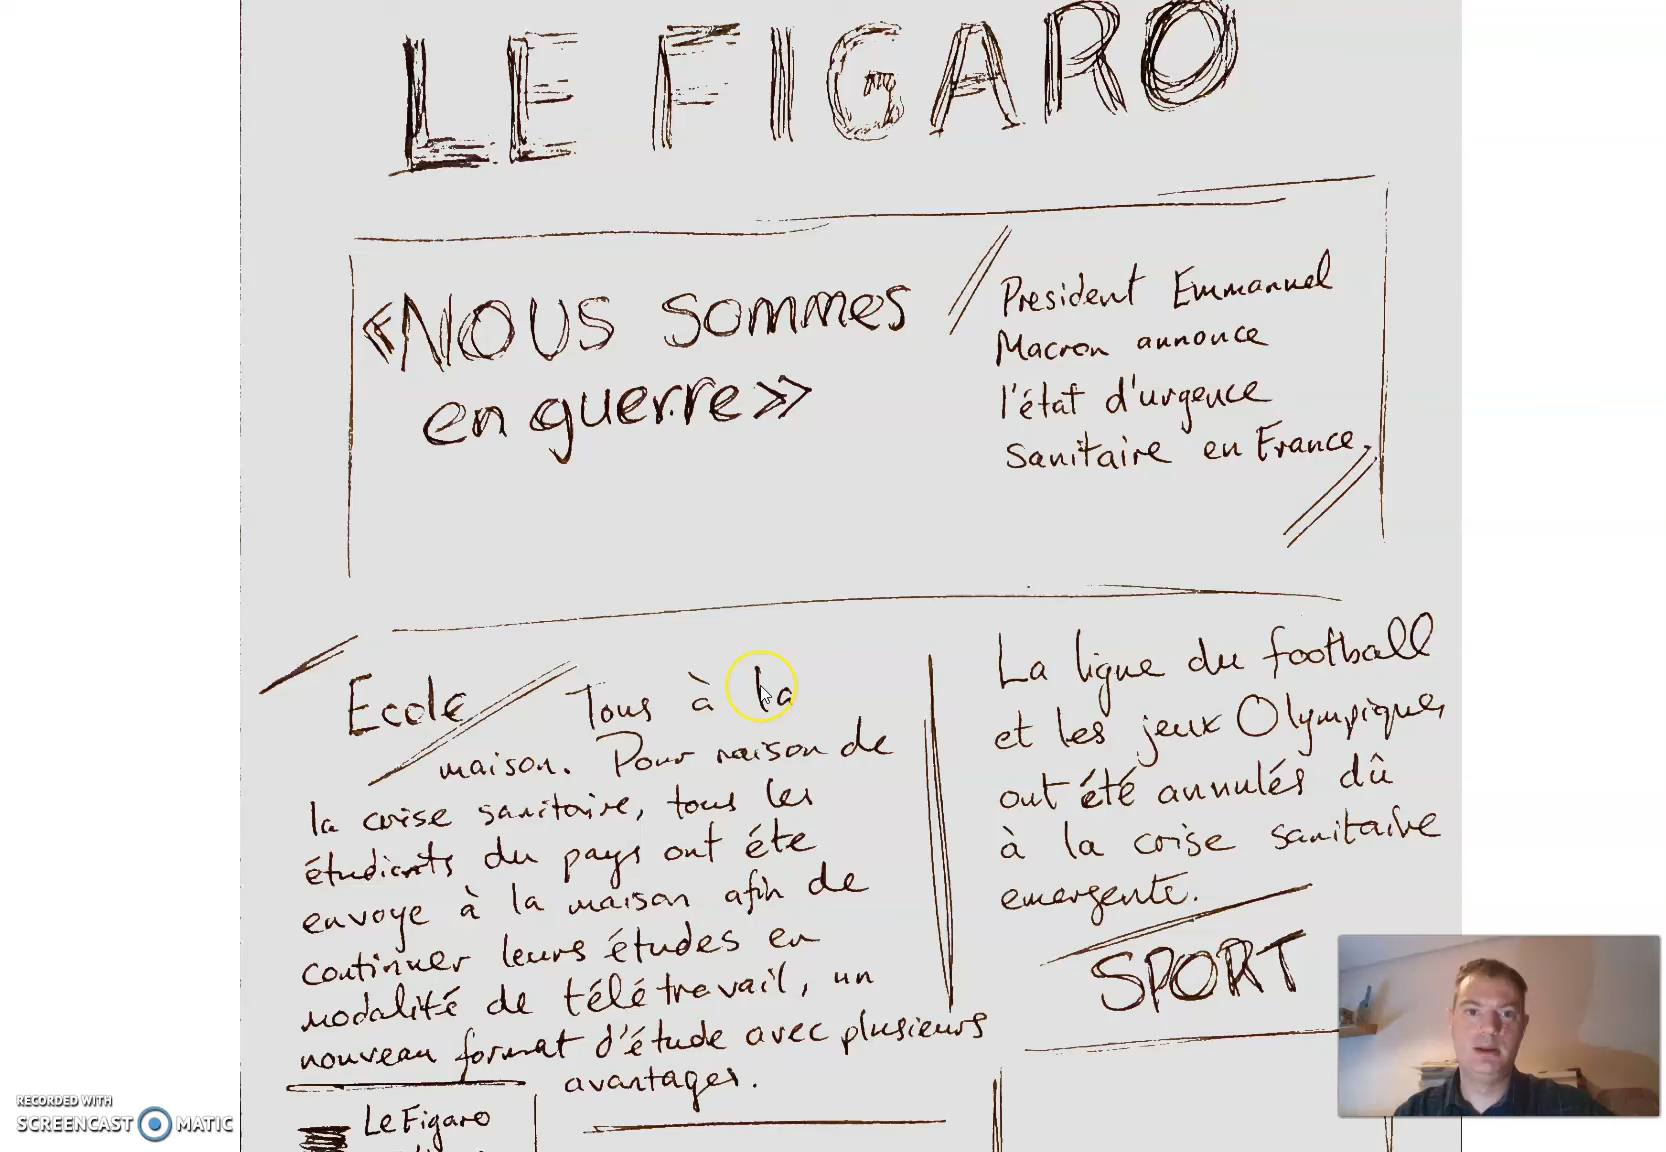 LE FIGARO
«Nous sommes
en guerre»
President Emmanuel
Macron annonce
l'état d'urgence
Sanitaire en France.
Ecole
Tous à la
maison. Pour raison de
la crise sanitaire, tous les
étudiants du pays ont éte
envoye à la maison afin de
continuer leurs études en
modalité de télétravail, un
nouveau format d'étude avec plusieurs
avantages.
La ligue du football
et les jeux Olympiques
ont été annulés dû
à la crise sanitaire
emergente.
SPORT
Le Figaro
RECORDED WITH
SCREENCAST MATIC